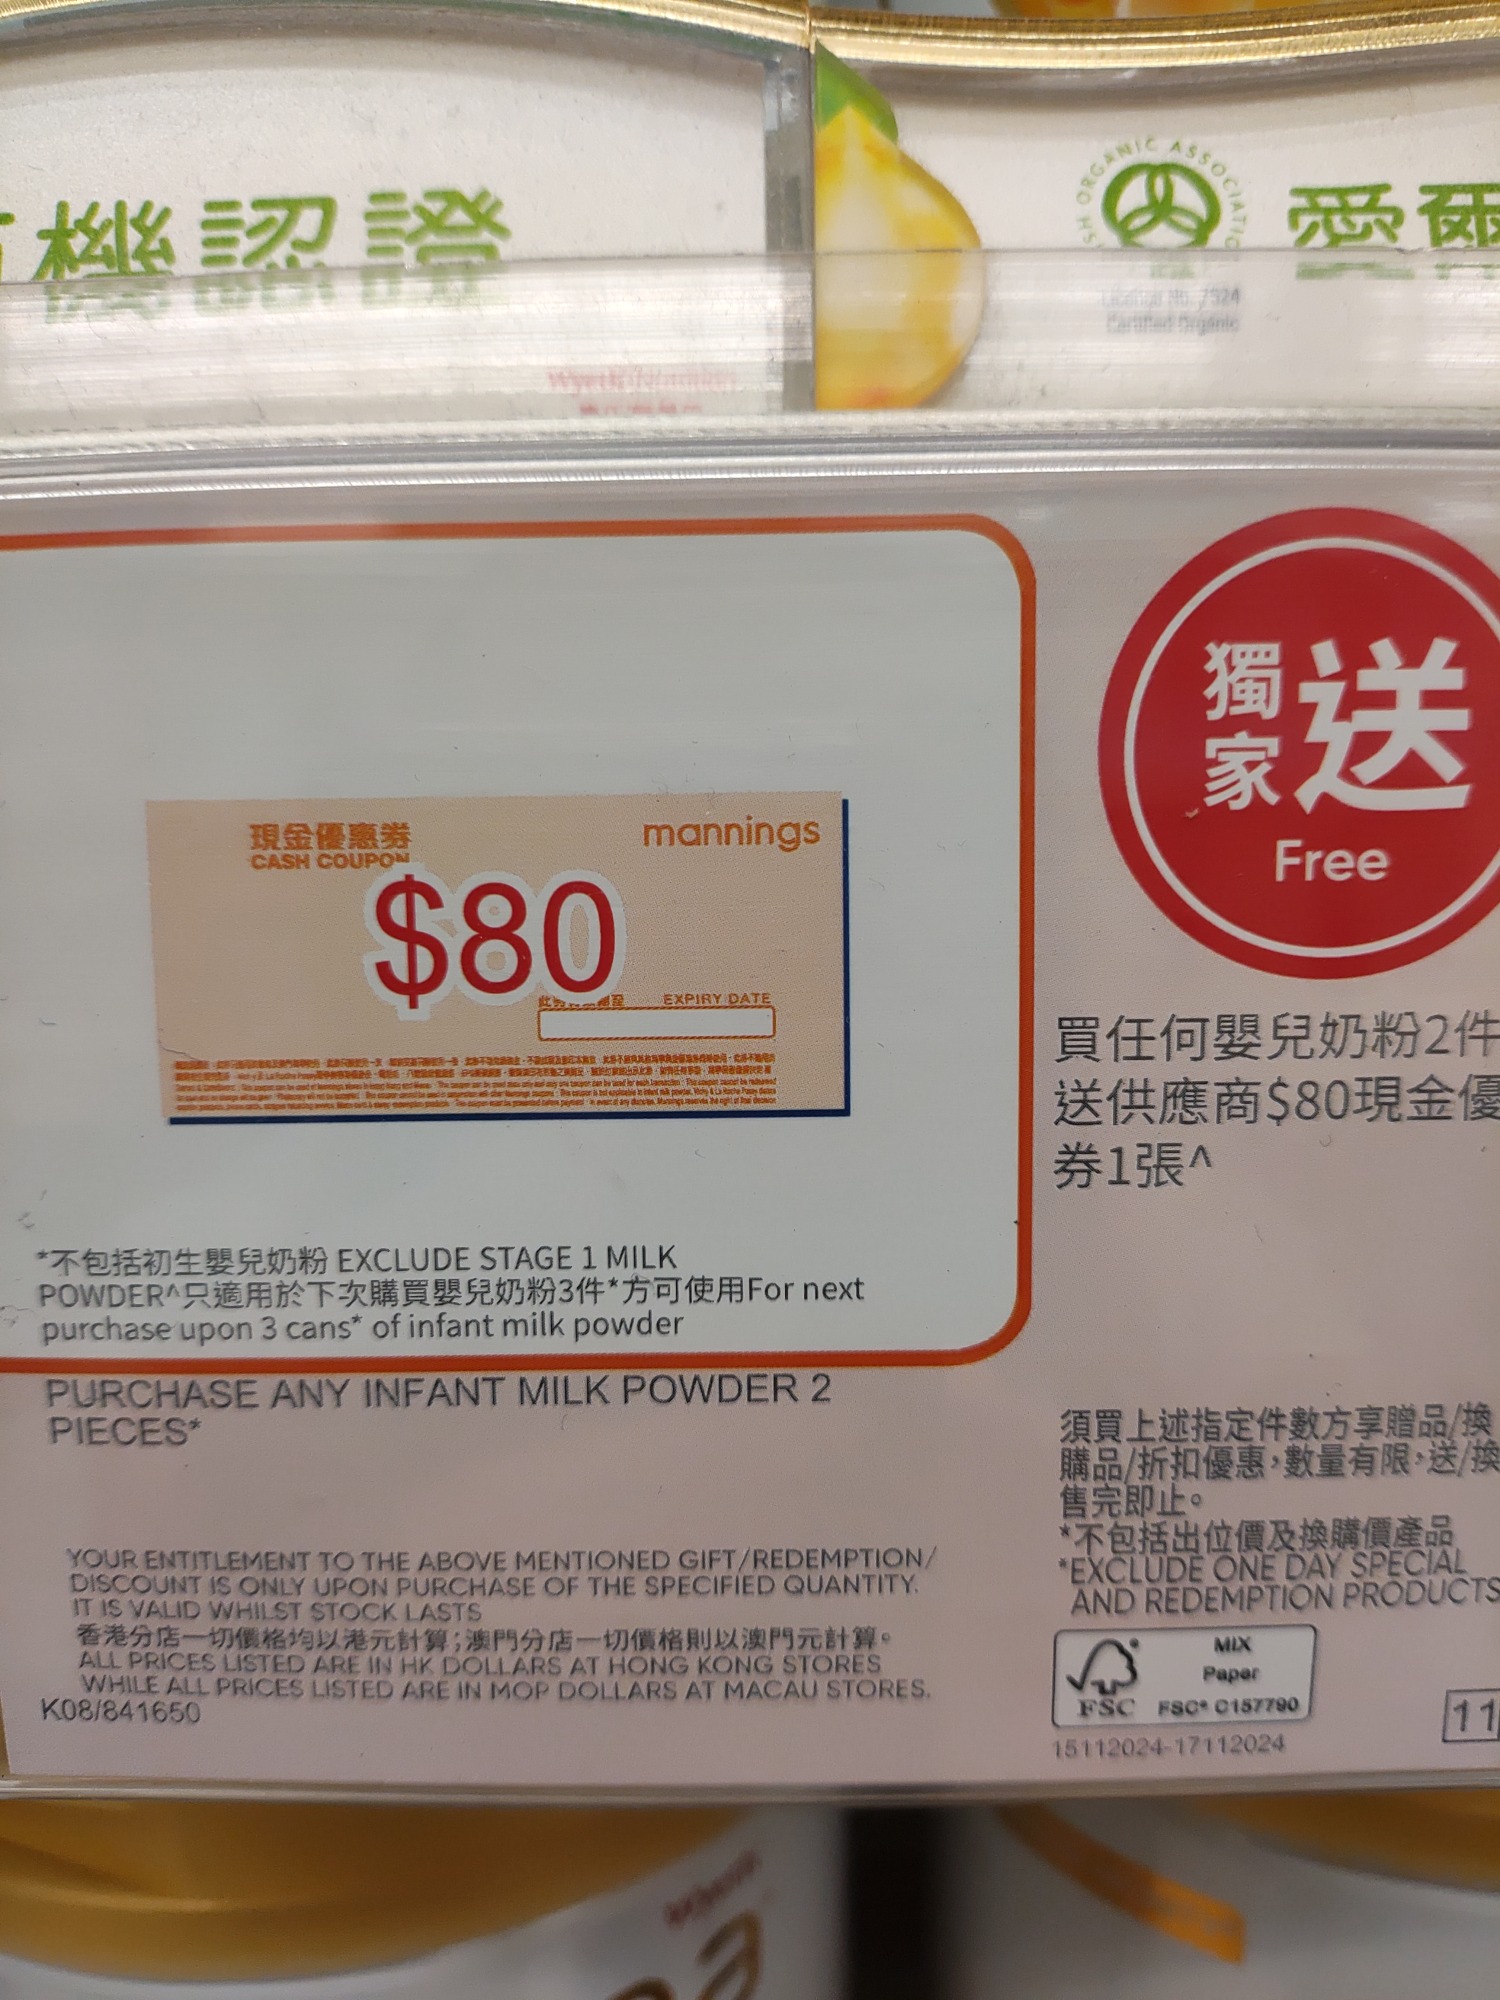 機認證
ORGANIC ASSOCIATIO
愛爾
License No. 7524
Certified Organic
獨家送
Free
現金優惠券
CASH COUPON
mannings
$80
EXPIRY DATE
買任何嬰兒奶粉2件
送供應商$80現金優
券1張^
*不包括初生嬰兒奶粉 EXCLUDE STAGE 1 MILK
POWDER^只適用於下次購買嬰兒奶粉3件*方可使用For next
purchase upon 3 cans* of infant milk powder
PURCHASE ANY INFANT MILK POWDER 2
PIECES*
須買上述指定件數方享贈品/換
購品/折扣優惠，數量有限，送/換
售完即止。
*不包括出位價及換購價產品
*EXCLUDE ONE DAY SPECIAL
AND REDEMPTION PRODUCTS
YOUR ENTITLEMENT TO THE ABOVE MENTIONED GIFT/REDEMPTION/
DISCOUNT IS ONLY UPON PURCHASE OF THE SPECIFIED QUANTITY.
IT IS VALID WHILST STOCK LASTS
香港分店一切價格均以港元計算；澳門分店一切價格則以澳門元計算。
ALL PRICES LISTED ARE IN HK DOLLARS AT HONG KONG STORES
WHILE ALL PRICES LISTED ARE IN MOP DOLLARS AT MACAU STORES.
K08/841650
MIX
Paper
FSC
FSC® C157790
11
15112024-17112024